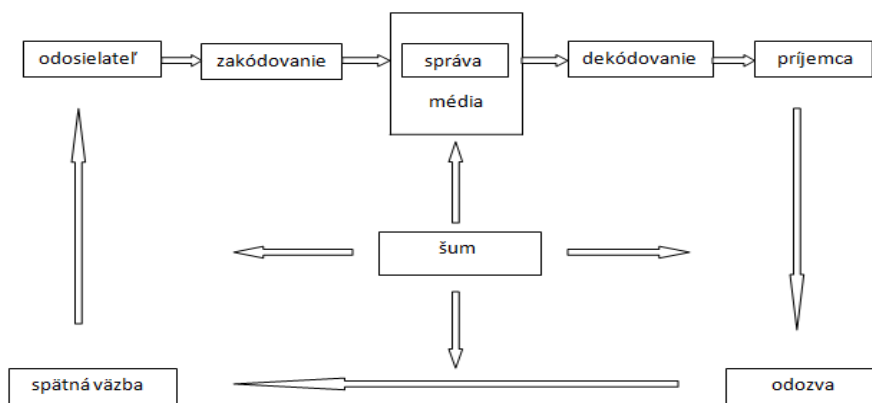 odosielateľ
zakódovanie
správa
média
dekódovanie
príjemca
šum
spätná väzba
odozva